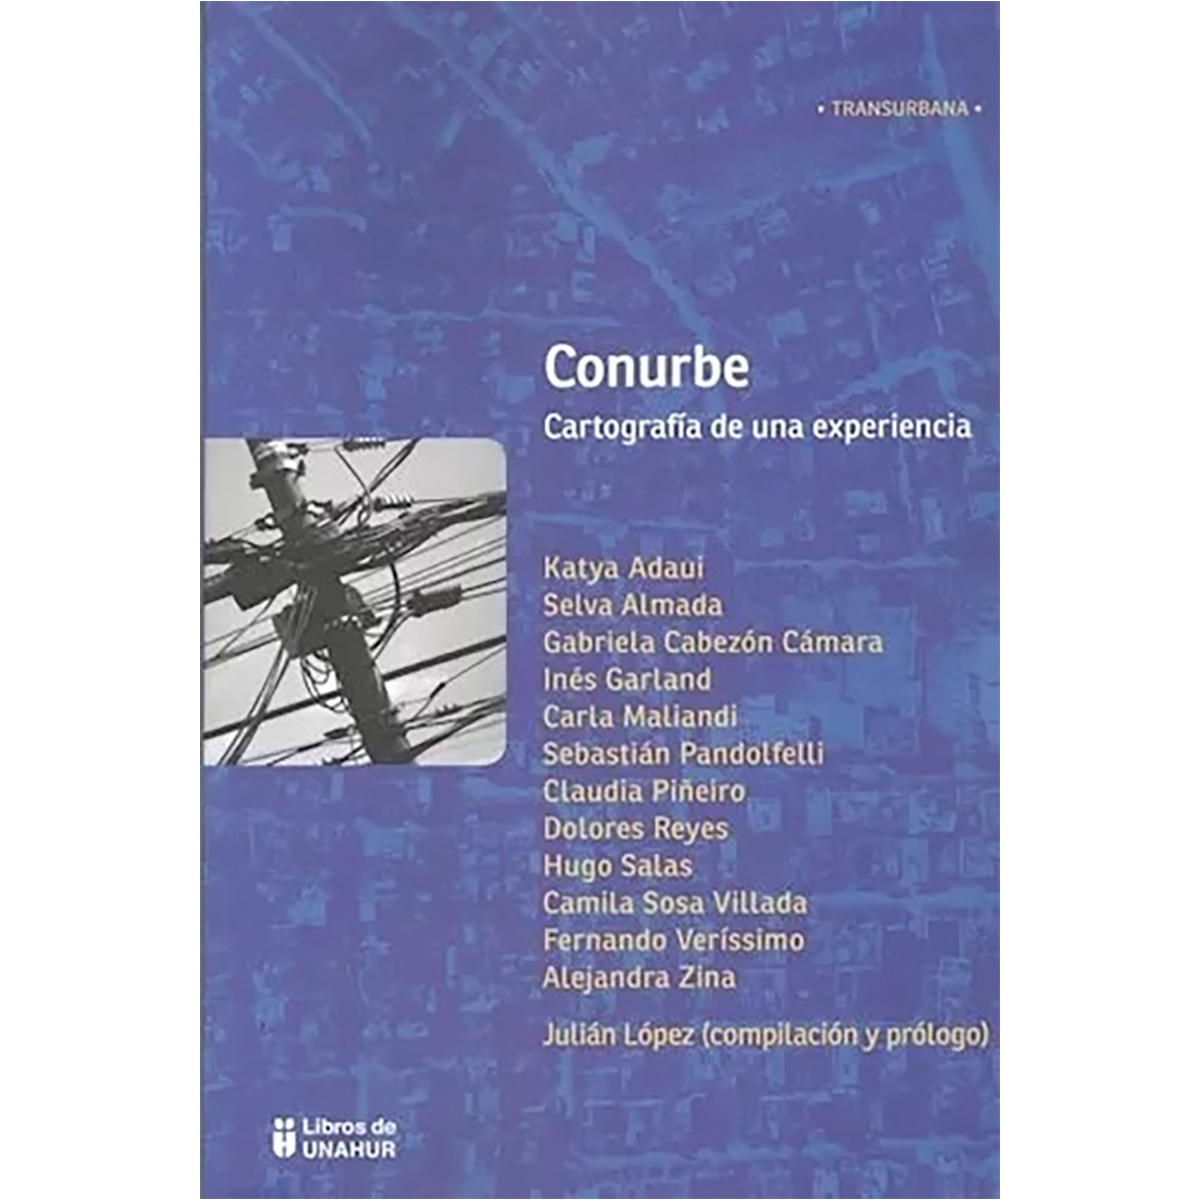 • TRANSURBANA •
Conurbe
Cartografía de una experiencia
Katya Adaui
Selva Almada
Gabriela Cabezón Cámara
Inés Garland
Carla Maliandi
Sebastián Pandolfelli
Claudia Piñeiro
Dolores Reyes
Hugo Salas
Camila Sosa Villada
Fernando Veríssimo
Alejandra Zina
Julián López (compilación y prólogo)
Libros de
UNAHUR